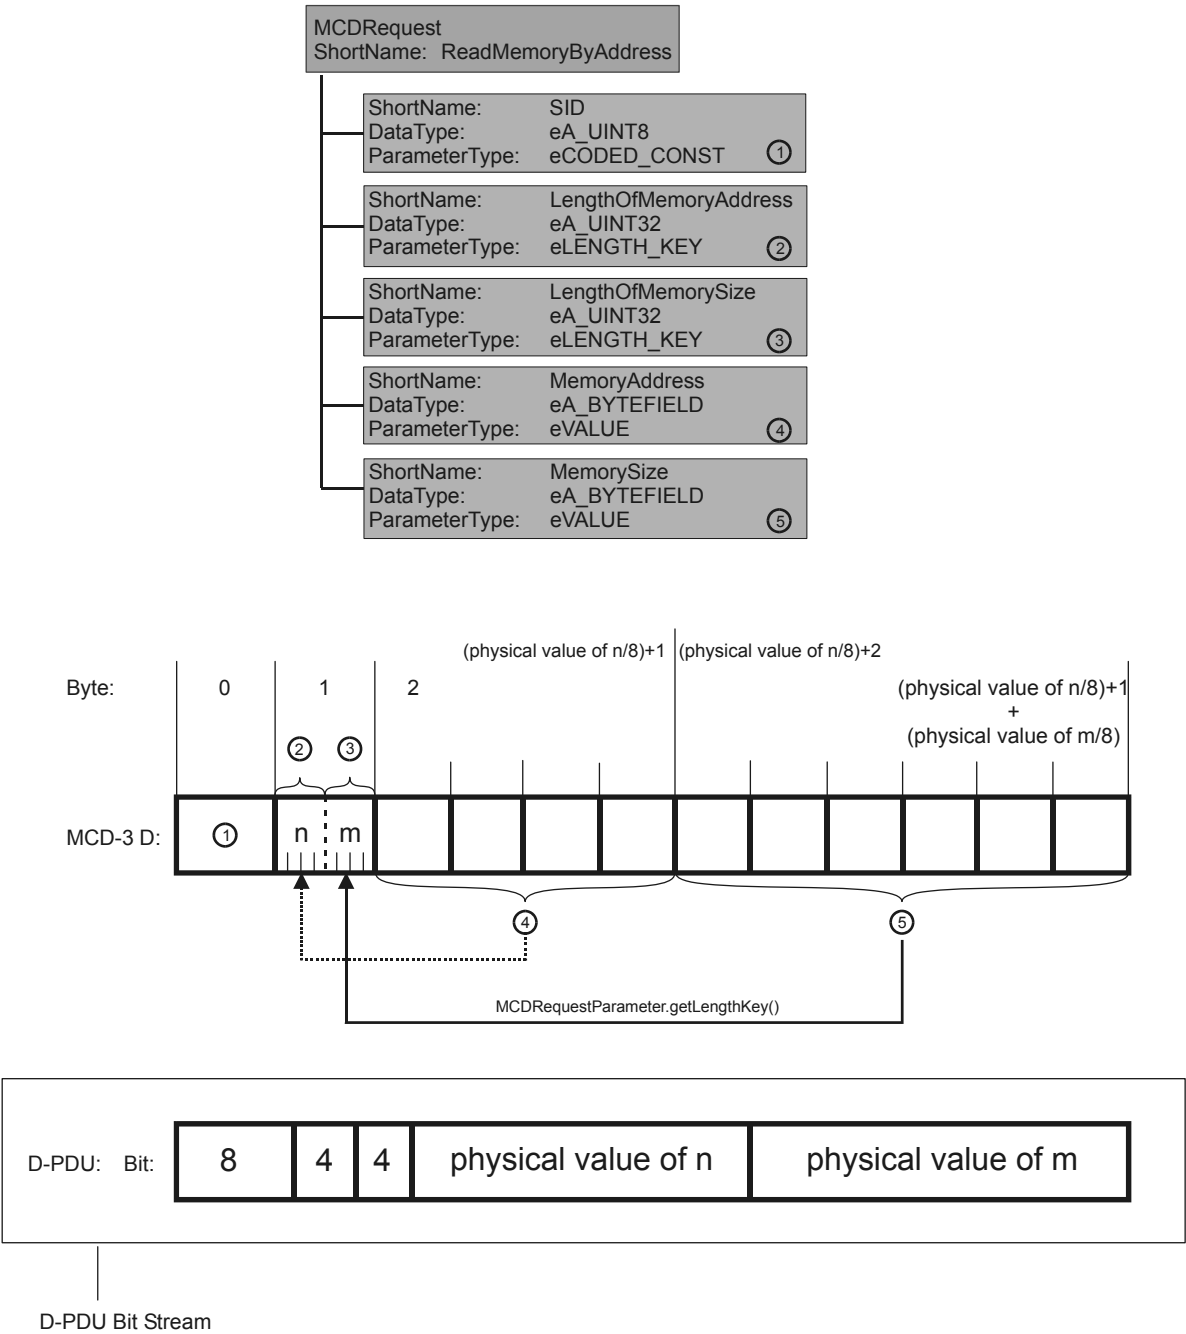 MCDRequest
ShortName: ReadMemoryByAddress
ShortName: SID
DataType: eA_UINT8
ParameterType: eCODED_CONST 1
ShortName: LengthOfMemoryAddress
DataType: eA_UINT32
ParameterType: eLENGTH_KEY 2
ShortName: LengthOfMemorySize
DataType: eA_UINT32
ParameterType: eLENGTH_KEY 3
ShortName: MemoryAddress
DataType: eA_BYTEFIELD
ParameterType: eVALUE 4
ShortName: MemorySize
DataType: eA_BYTEFIELD
ParameterType: eVALUE 5
(physical value of n/8)+1 (physical value of n/8)+2
Byte: 0 1 2 (physical value of n/8)+1
+
(physical value of m/8)
2 3
MCD-3 D: 1 n m
4 5
MCDRequestParameter.getLengthKey()
D-PDU: Bit: 8 4 4 physical value of n physical value of m
D-PDU Bit Stream